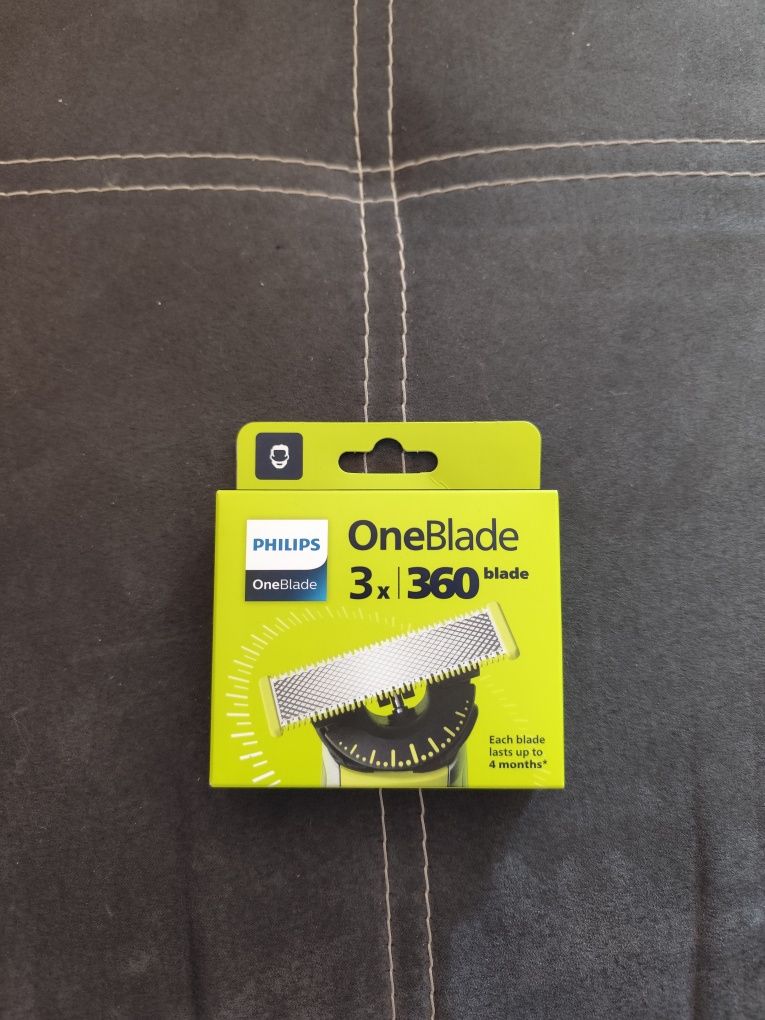 PHILIPS
OneBlade
OneBlade
3x | 360 blade
Each blade
lasts up to
4 months*